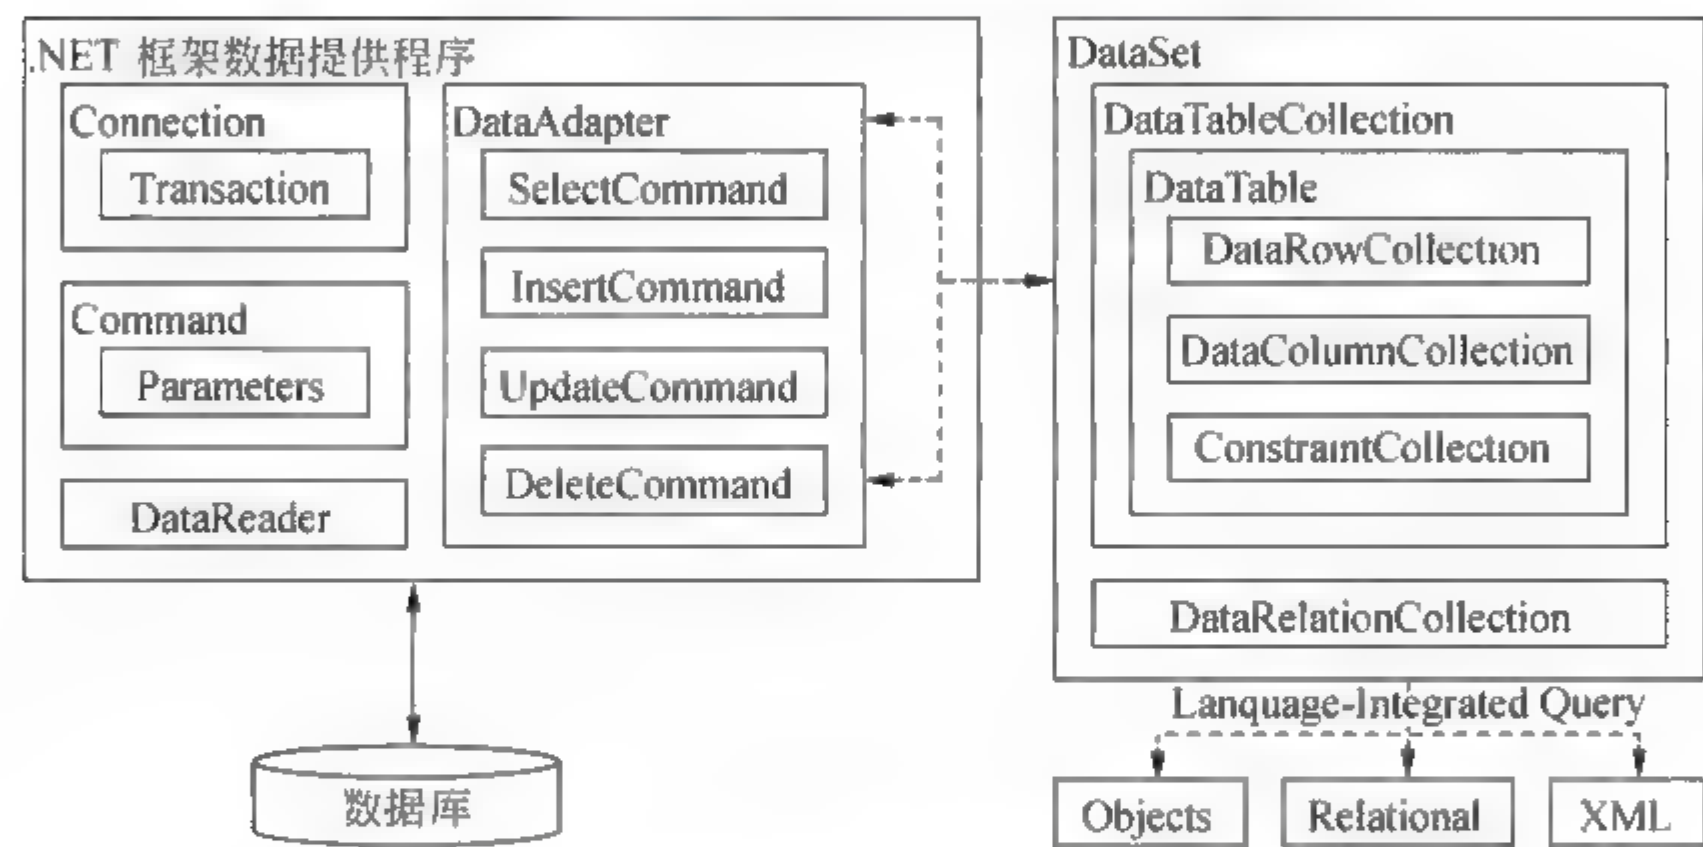 .NET 框架数据提供程序
Connection
Transaction
Command
Parameters
DataReader
DataAdapter
SelectCommand
InsertCommand
UpdateCommand
DeleteCommand
数据库
DataSet
DataTableCollection
DataTable
DataRowCollection
DataColumnCollection
ConstraintCollection
DataRelationCollection
Lanquage-Integrated Query
Objects
Relational
XML